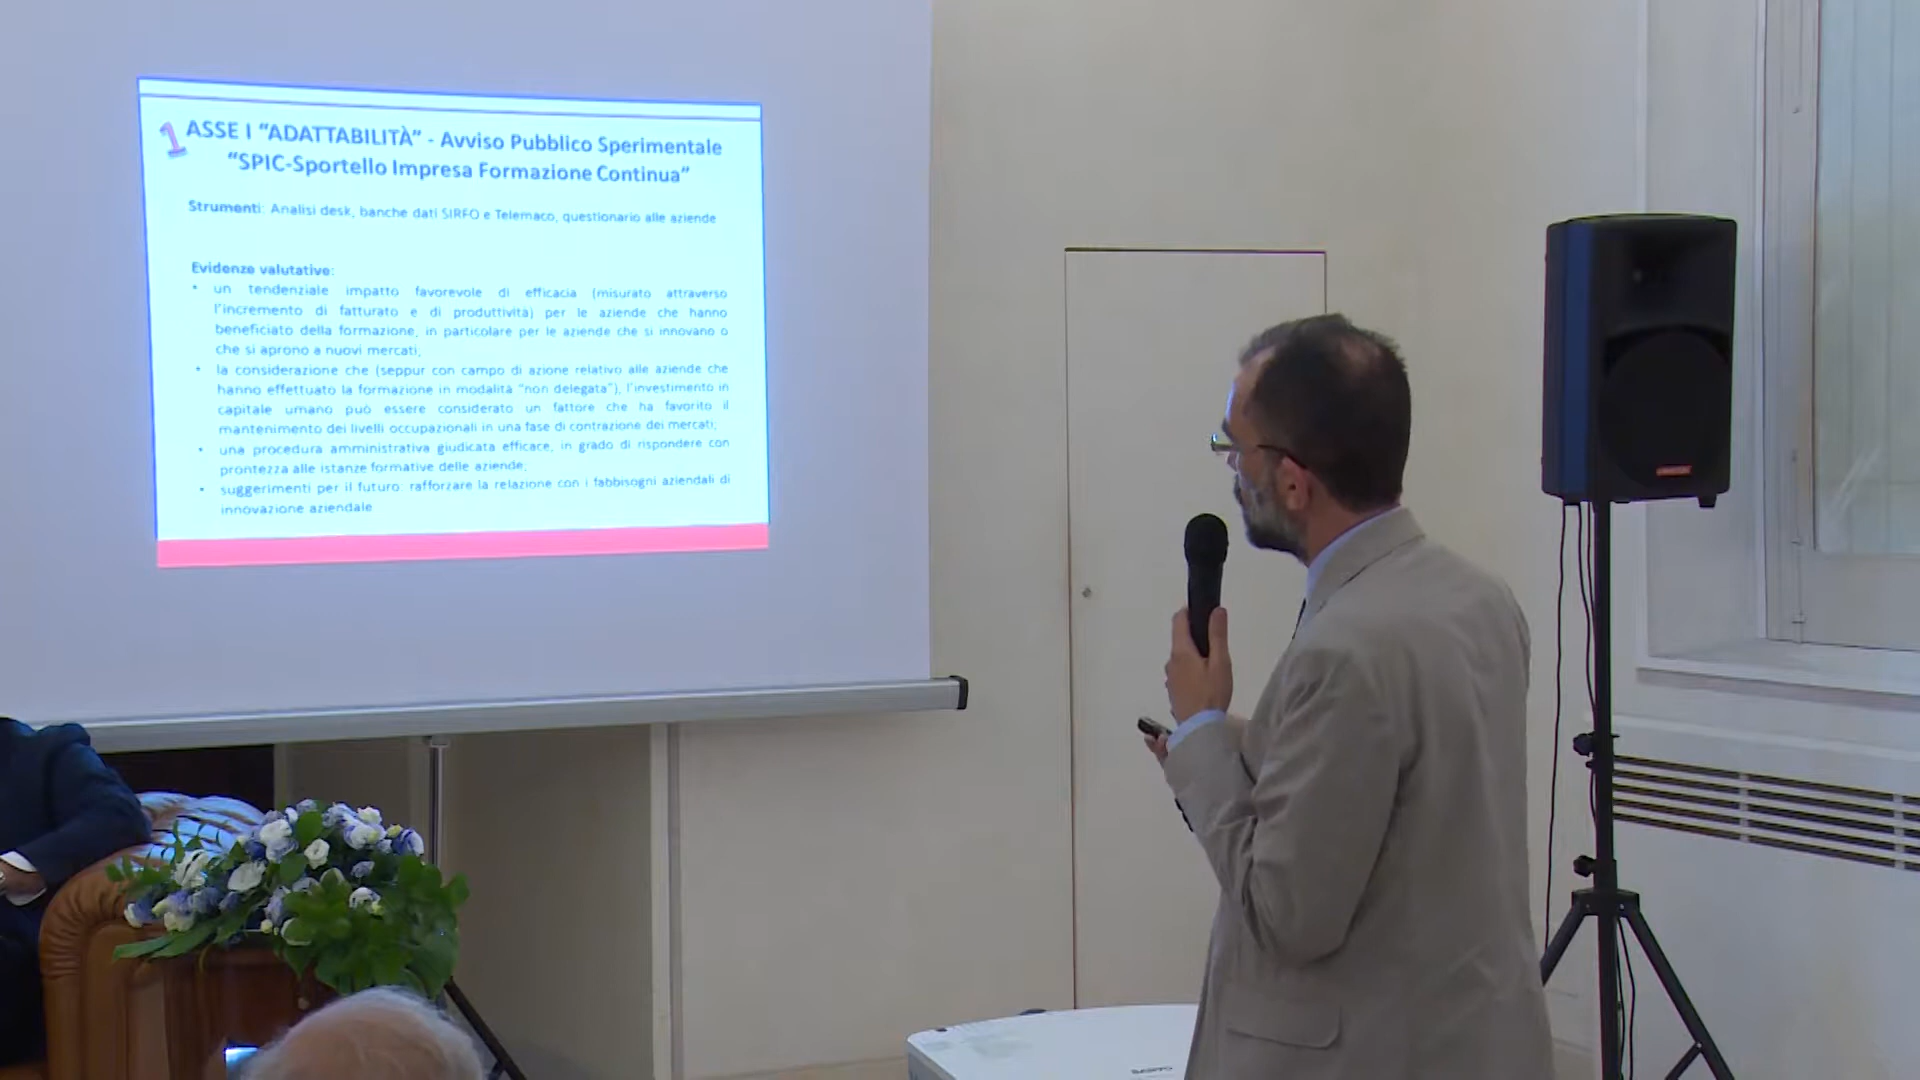 1 ASSE I “ADATTABILITÀ” - Avviso Pubblico Sperimentale
“SPIC-Sportello Impresa Formazione Continua”
Strumenti: Analisi desk, banche dati SIRFO e Telemaco, questionario alle aziende
Evidenze valutative:
• un tendenziale impatto favorevole di efficacia (misurato attraverso
l’incremento di fatturato e di produttività) per le aziende che hanno
beneficiato della formazione, in particolare per le aziende che si innovano o
che si aprono a nuovi mercati;
• la considerazione che (seppur con campo di azione relativo alle aziende che
hanno effettuato la formazione in modalità “non delegata”), l’investimento in
capitale umano può essere considerato un fattore che ha favorito il
mantenimento dei livelli occupazionali in una fase di contrazione dei mercati;
• una procedura amministrativa giudicata efficace, in grado di rispondere con
prontezza alle istanze formative delle aziende;
• suggerimenti per il futuro: rafforzare la relazione con i fabbisogni aziendali di
innovazione aziendale